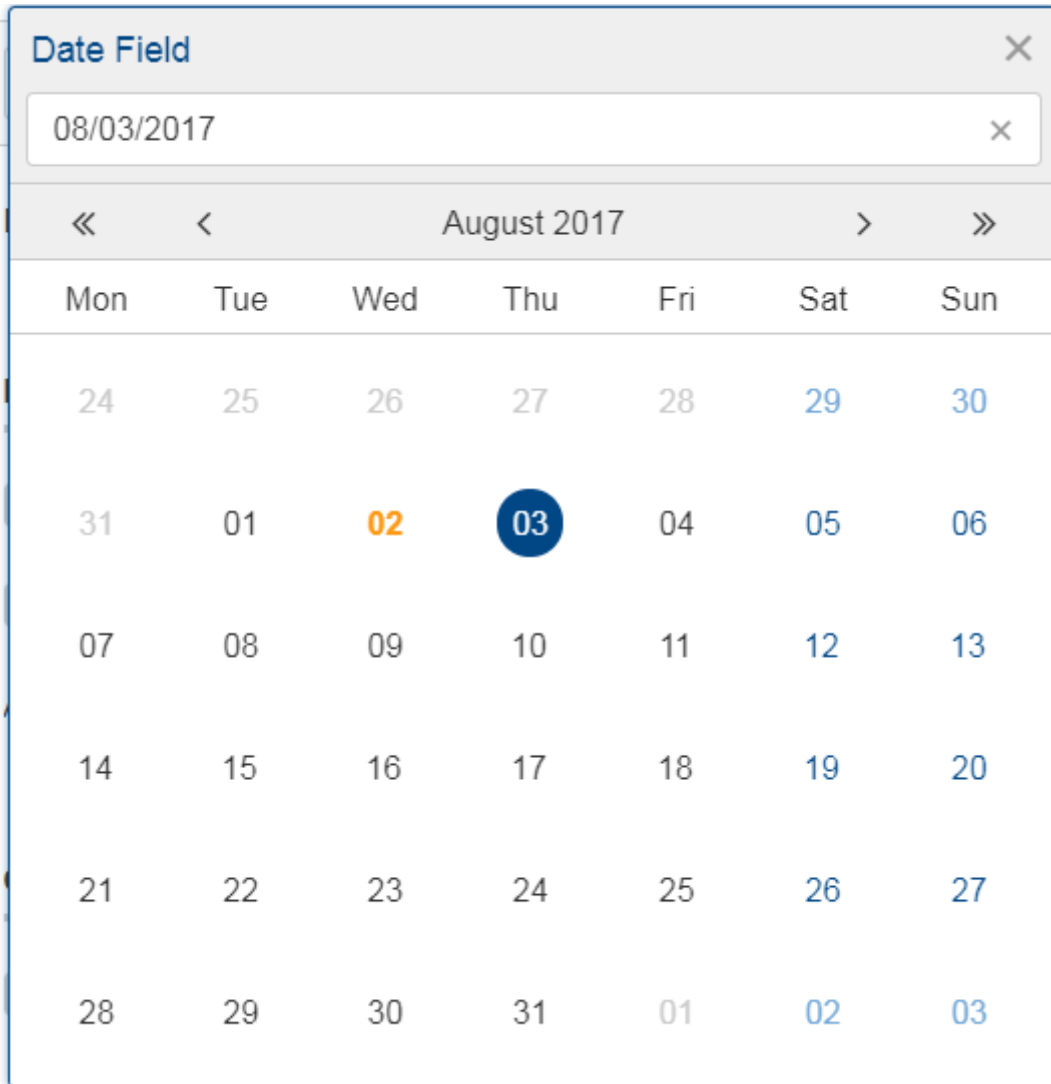 Date Field
08/03/2017
August 2017
Mon Tue Wed Thu Fri Sat Sun
24 25 26 27 28 29 30
31 01 02 03 04 05 06
07 08 09 10 11 12 13
14 15 16 17 18 19 20
21 22 23 24 25 26 27
28 29 30 31 01 02 03